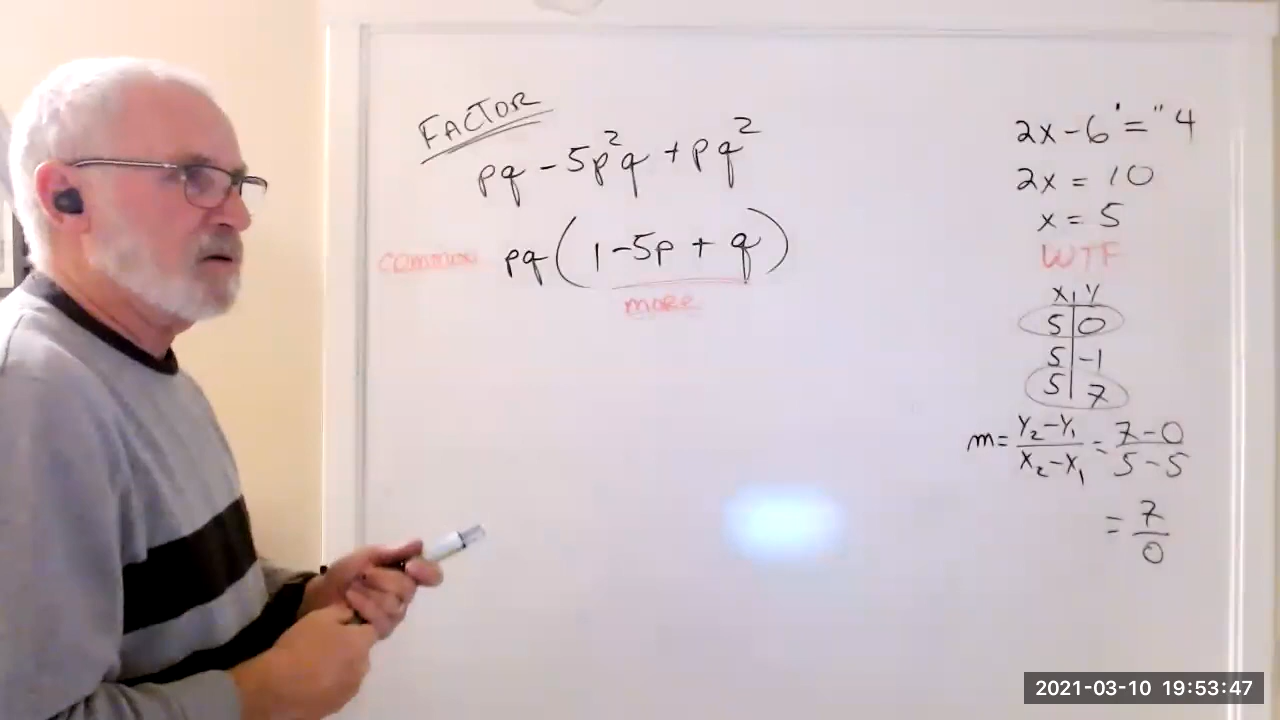 FACTOR
pq - 5p²q + pq²
common pq(1 - 5p + q)
more
2x - 6 '=" 4
2x = 10
x = 5
WTF
X Y
5 0
5 -1
5 7
m = (Y₂ - Y₁)/(X₂ - X₁) = (7 - 0)/(5 - 5)
= 7/0
2021-03-10 19:53:47